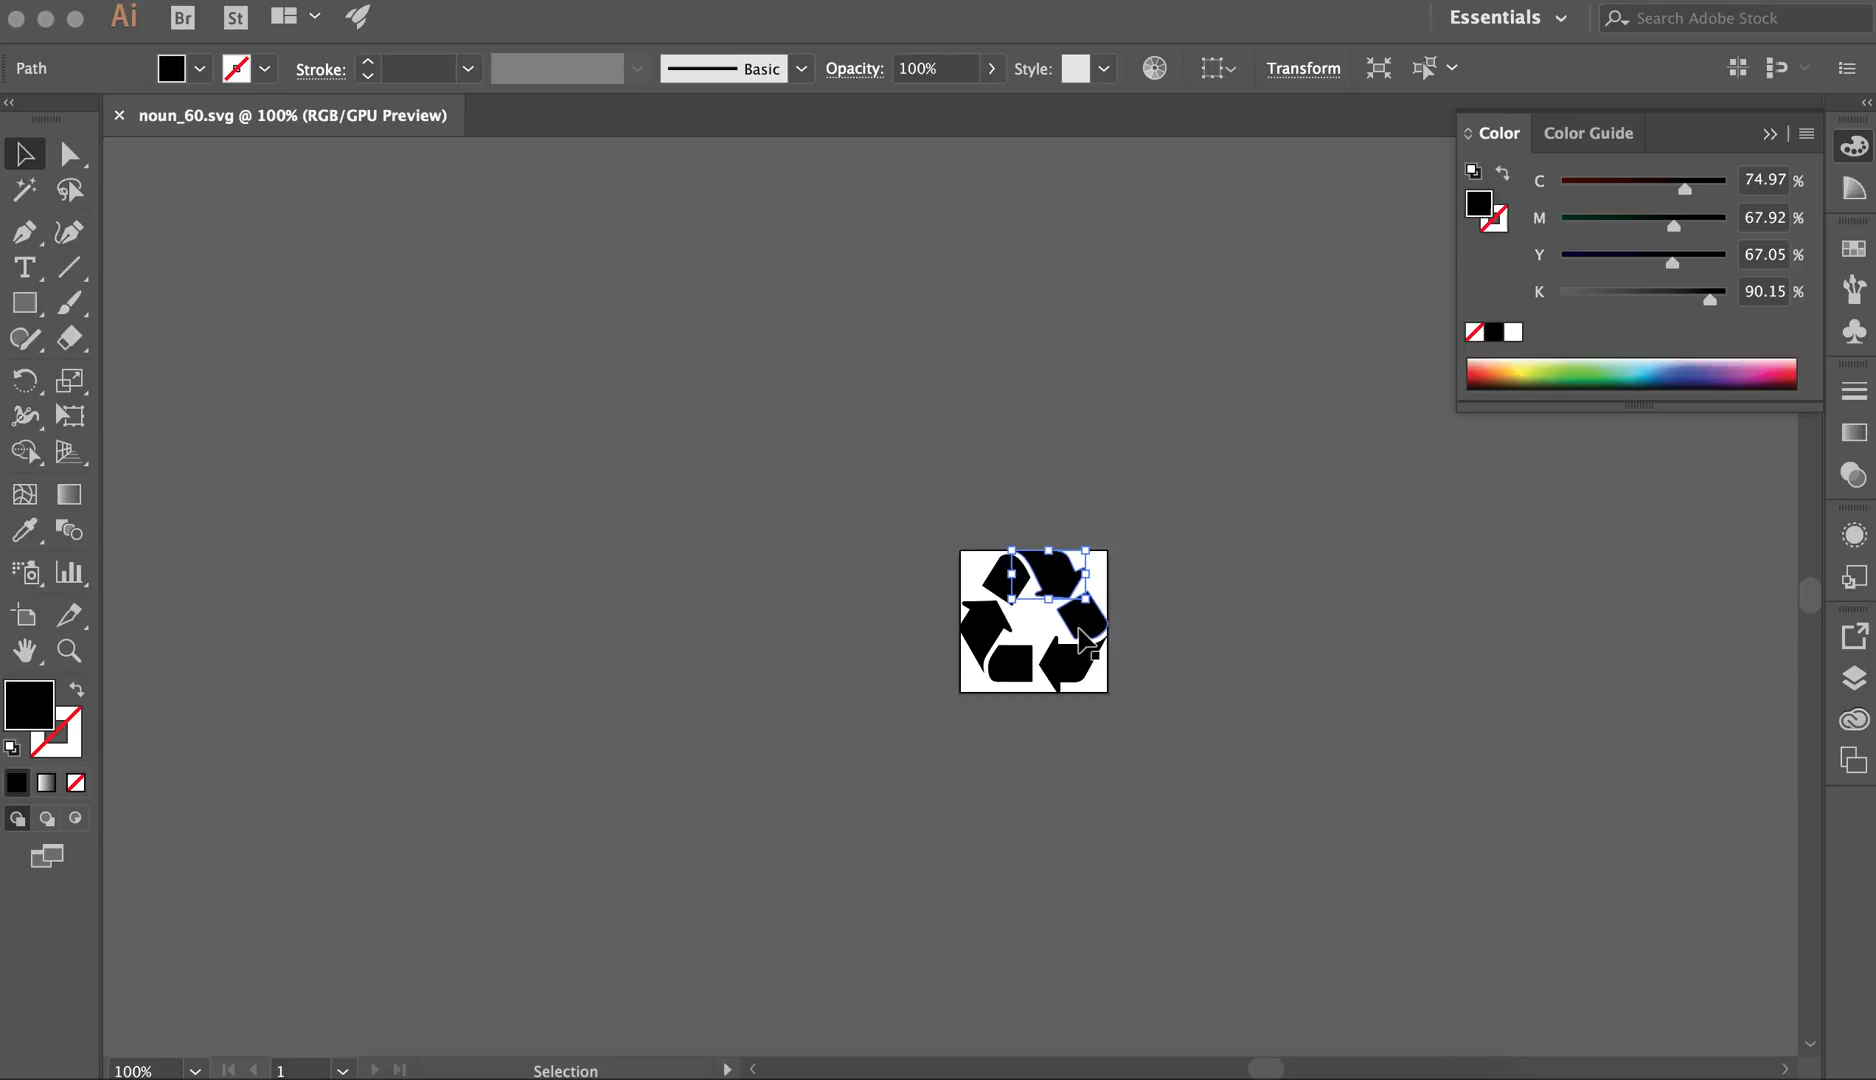 Ai Br St Essentials Search Adobe Stock
Path Stroke: Basic Opacity: 100% Style: Transform
noun_60.svg @ 100% (RGB/GPU Preview)
Color Color Guide
C 74.97 %
M 67.92 %
Y 67.05 %
K 90.15 %
100% 1 Selection